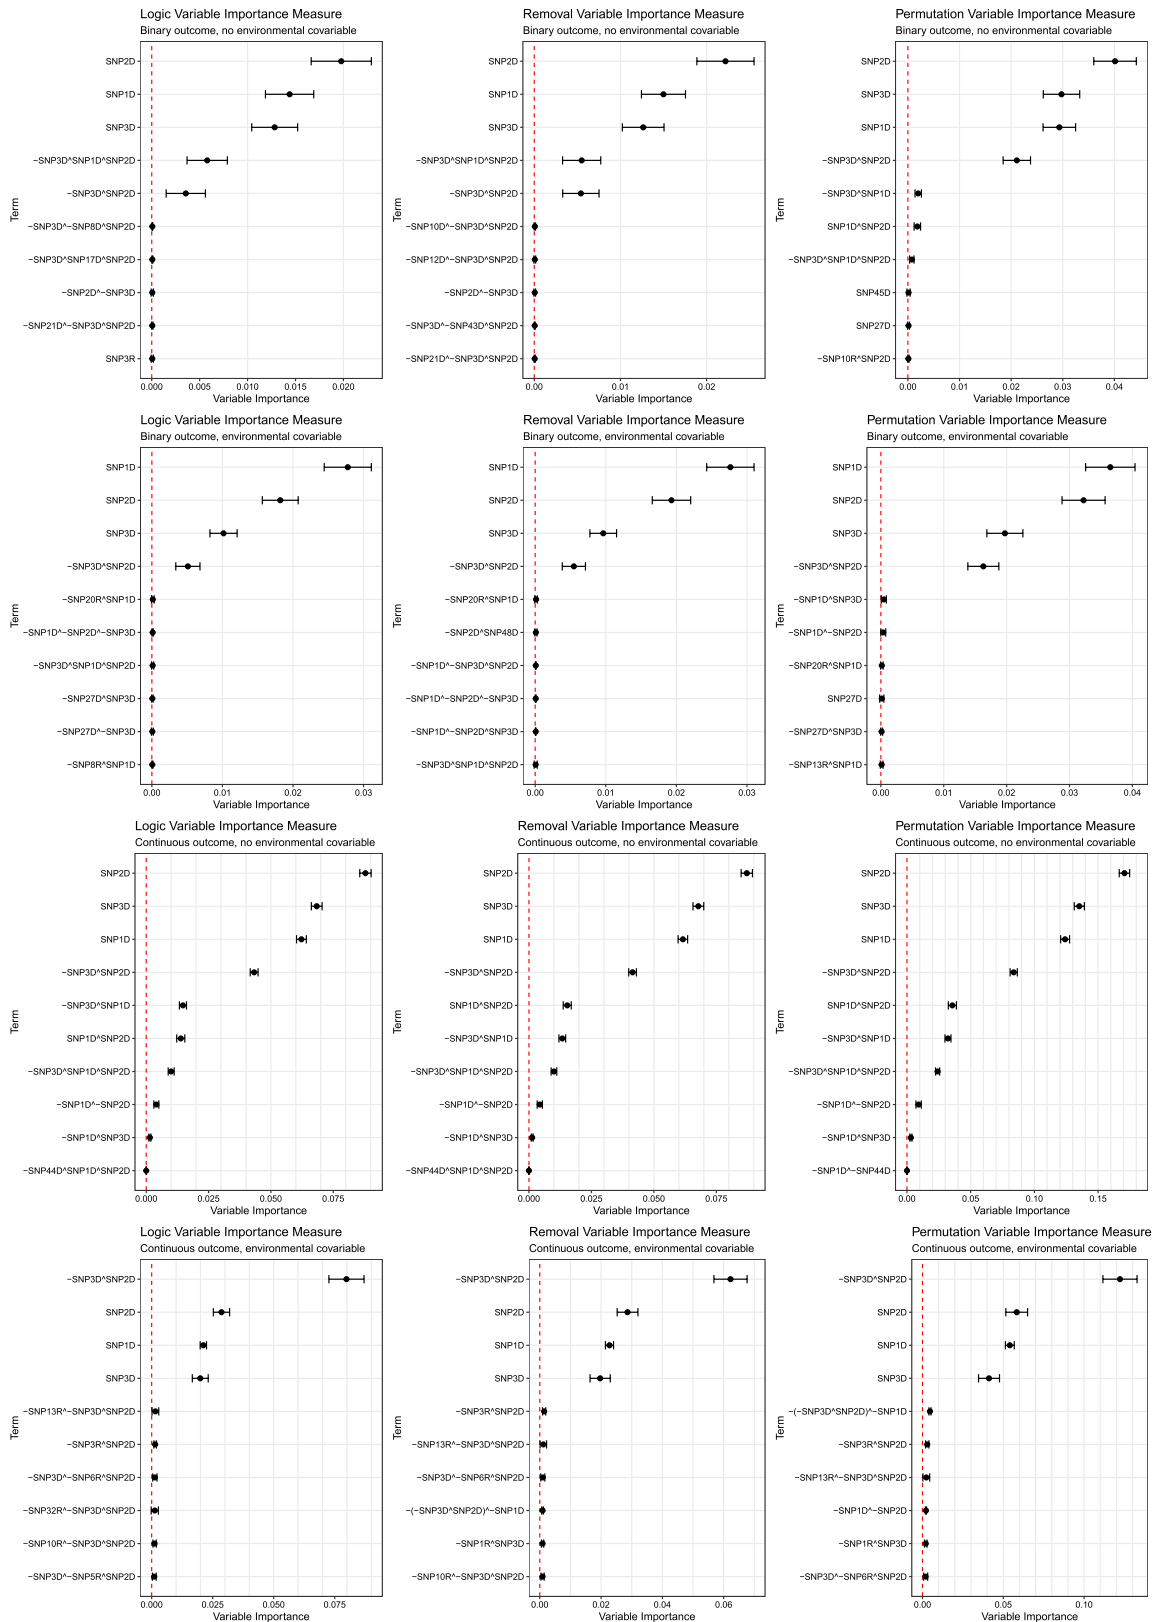 Logic Variable Importance Measure
Binary outcome, no environmental covariable
Term
SNP2D
SNP1D
SNP3D
−SNP3D^SNP1D^SNP2D
−SNP3D^SNP2D
−SNP3D^−SNP8D^SNP2D
−SNP3D^SNP17D^SNP2D
−SNP2D^−SNP3D
−SNP21D^−SNP3D^SNP2D
SNP3R
0.000 0.005 0.010 0.015 0.020
Variable Importance
Removal Variable Importance Measure
Binary outcome, no environmental covariable
Term
SNP2D
SNP1D
SNP3D
−SNP3D^SNP1D^SNP2D
−SNP3D^SNP2D
−SNP10D^−SNP3D^SNP2D
−SNP12D^−SNP3D^SNP2D
−SNP2D^−SNP3D
−SNP3D^−SNP43D^SNP2D
−SNP21D^−SNP3D^SNP2D
0.00 0.01 0.02
Variable Importance
Permutation Variable Importance Measure
Binary outcome, no environmental covariable
Term
SNP2D
SNP3D
SNP1D
−SNP3D^SNP2D
−SNP3D^SNP1D
SNP1D^SNP2D
−SNP3D^SNP1D^SNP2D
SNP45D
SNP27D
−SNP10R^SNP2D
0.00 0.01 0.02 0.03 0.04
Variable Importance
Logic Variable Importance Measure
Binary outcome, environmental covariable
Term
SNP1D
SNP2D
SNP3D
−SNP3D^SNP2D
−SNP20R^SNP1D
−SNP1D^−SNP2D^−SNP3D
−SNP3D^SNP1D^SNP2D
−SNP27D^SNP3D
−SNP27D^−SNP3D
−SNP8R^SNP1D
0.00 0.01 0.02 0.03
Variable Importance
Removal Variable Importance Measure
Binary outcome, environmental covariable
Term
SNP1D
SNP2D
SNP3D
−SNP3D^SNP2D
−SNP20R^SNP1D
−SNP2D^SNP48D
−SNP1D^−SNP3D^SNP2D
−SNP1D^−SNP2D^−SNP3D
−SNP1D^−SNP2D^SNP3D
−SNP3D^SNP1D^SNP2D
0.00 0.01 0.02 0.03
Variable Importance
Permutation Variable Importance Measure
Binary outcome, environmental covariable
Term
SNP1D
SNP2D
SNP3D
−SNP3D^SNP2D
−SNP1D^SNP3D
−SNP1D^−SNP2D
−SNP20R^SNP1D
SNP27D
−SNP27D^SNP3D
−SNP13R^SNP1D
0.00 0.01 0.02 0.03 0.04
Variable Importance
Logic Variable Importance Measure
Continuous outcome, no environmental covariable
Term
SNP2D
SNP3D
SNP1D
−SNP3D^SNP2D
−SNP3D^SNP1D
SNP1D^SNP2D
−SNP3D^SNP1D^SNP2D
−SNP1D^−SNP2D
−SNP1D^SNP3D
−SNP44D^SNP1D^SNP2D
0.000 0.025 0.050 0.075
Variable Importance
Removal Variable Importance Measure
Continuous outcome, no environmental covariable
Term
SNP2D
SNP3D
SNP1D
−SNP3D^SNP2D
SNP1D^SNP2D
−SNP3D^SNP1D
−SNP3D^SNP1D^SNP2D
−SNP1D^−SNP2D
−SNP1D^SNP3D
−SNP44D^SNP1D^SNP2D
0.000 0.025 0.050 0.075
Variable Importance
Permutation Variable Importance Measure
Continuous outcome, no environmental covariable
Term
SNP2D
SNP3D
SNP1D
−SNP3D^SNP2D
SNP1D^SNP2D
−SNP3D^SNP1D
−SNP3D^SNP1D^SNP2D
−SNP1D^−SNP2D
−SNP1D^SNP3D
−SNP1D^−SNP44D
0.00 0.05 0.10 0.15
Variable Importance
Logic Variable Importance Measure
Continuous outcome, environmental covariable
Term
−SNP3D^SNP2D
SNP2D
SNP1D
SNP3D
−SNP13R^−SNP3D^SNP2D
−SNP3R^SNP2D
−SNP3D^−SNP6R^SNP2D
−SNP32R^−SNP3D^SNP2D
−SNP10R^−SNP3D^SNP2D
−SNP3D^−SNP5R^SNP2D
0.000 0.025 0.050 0.075
Variable Importance
Removal Variable Importance Measure
Continuous outcome, environmental covariable
Term
−SNP3D^SNP2D
SNP2D
SNP1D
SNP3D
−SNP3R^SNP2D
−SNP13R^−SNP3D^SNP2D
−SNP3D^−SNP6R^SNP2D
−(−SNP3D^SNP2D)^−SNP1D
−SNP1R^SNP3D
−SNP10R^−SNP3D^SNP2D
0.00 0.02 0.04 0.06
Variable Importance
Permutation Variable Importance Measure
Continuous outcome, environmental covariable
Term
−SNP3D^SNP2D
SNP2D
SNP1D
SNP3D
−(−SNP3D^SNP2D)^−SNP1D
−SNP3R^SNP2D
−SNP13R^−SNP3D^SNP2D
−SNP1D^−SNP2D
−SNP1R^SNP3D
−SNP3D^−SNP6R^SNP2D
0.00 0.05 0.10
Variable Importance